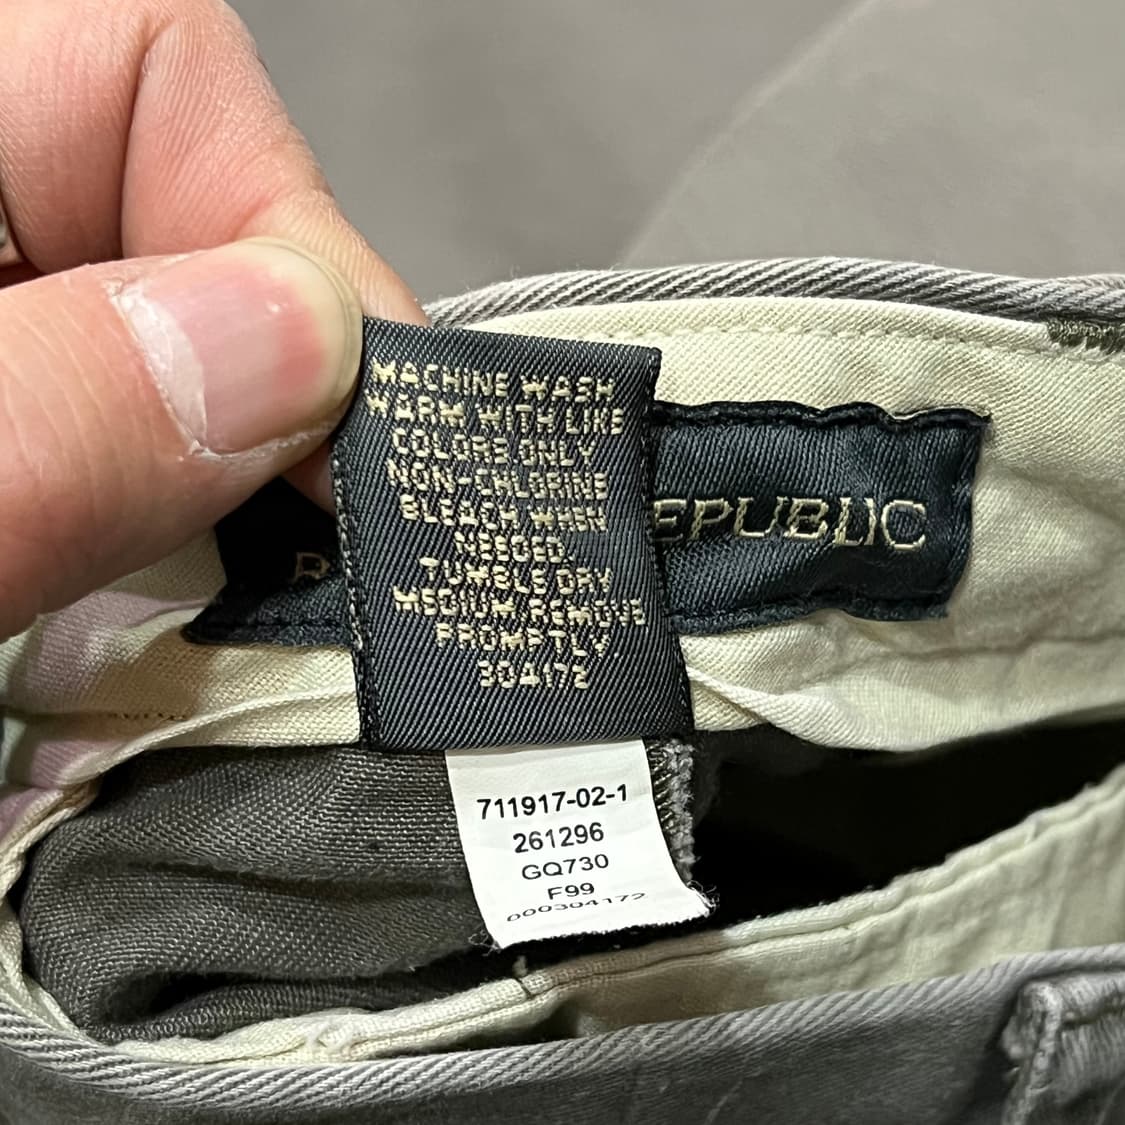 MACHINE WASH
WARM WITH LIKE
COLORS ONLY
NON-CHLORINE
BLEACH WHEN
NEEDED.
TUMBLE DRY
MEDIUM. REMOVE
PROMPTLY.
304172
EPUBLIC
711917-02-1
261296
GQ730
F99
000304172